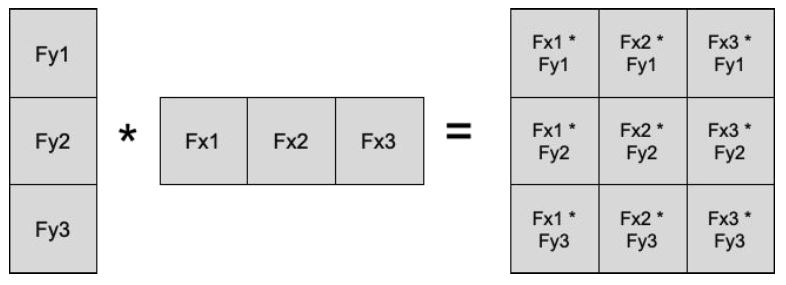 Fy1
Fy2
Fy3
*
Fx1 Fx2 Fx3
=
Fx1 * Fx2 * Fx3 *
Fy1 Fy1 Fy1
Fx1 * Fx2 * Fx3 *
Fy2 Fy2 Fy2
Fx1 * Fx2 * Fx3 *
Fy3 Fy3 Fy3